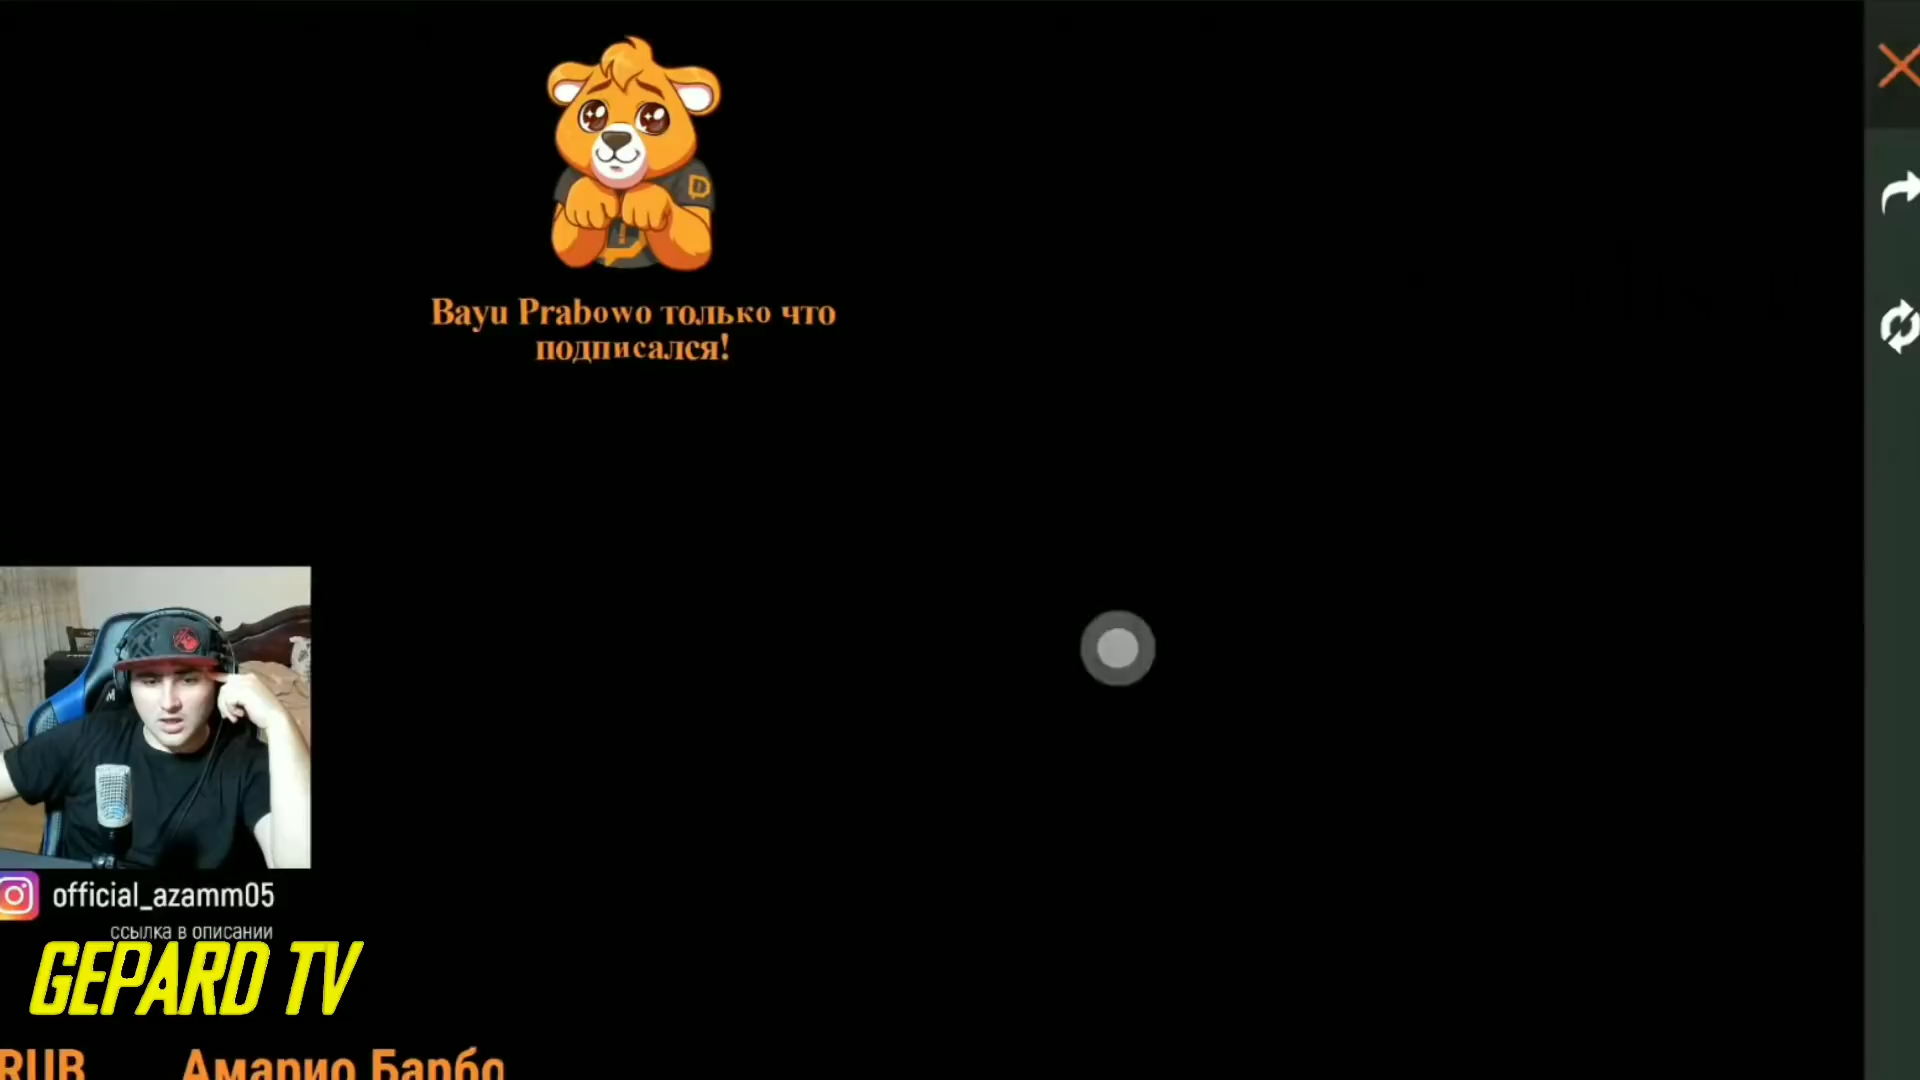 Bayu Prabowo только что
подписался!
official_azamm05
ссылка в описании
GEPARD TV
RUB Амарио Барбо